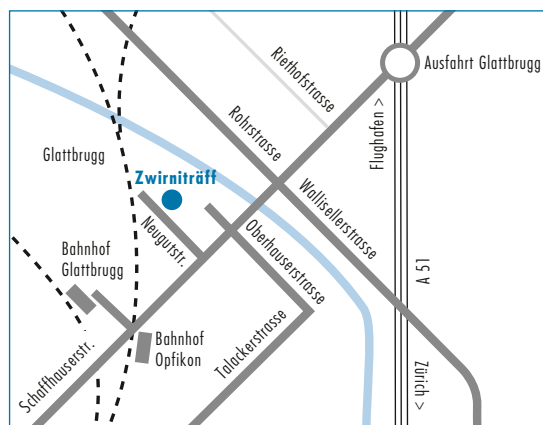 Riethofstrasse
Ausfahrt Glattbrugg
Flughafen >
Rohrstrasse
Glattbrugg
Zwirniträff
Wallisellerstrasse
Neugutstr.
Oberhauserstrasse
Bahnhof
Glattbrugg
A 51
Bahnhof
Opfikon
Talackerstrasse
Schaffhauserstr.
Zürich >